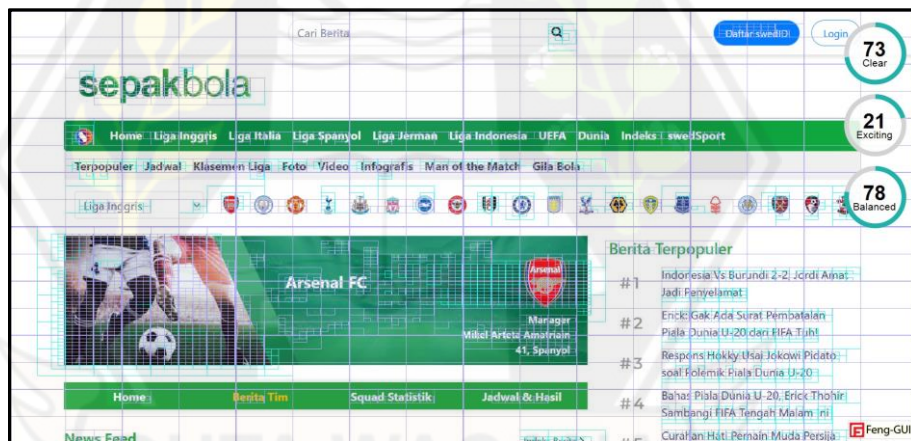 Cari Berita
Daftar swedID
Login
73
Clear
sepakbola
21
Exciting
Home Liga Inggris Liga Italia Liga Spanyol Liga Jerman Liga Indonesia UEFA Dunia Indeks swedSport
Terpopuler Jadwal Klasemen Liga Foto Video Infografis Man of the Match Gila Bola
78
Balanced
Liga Inggris
Berita Terpopuler
Arsenal FC
Arsenal
Manager
Mikel Arteta Amatriain
41, Spanyol
#1 Indonesia Vs Burundi 2-2, Jordi Amat
Jadi Penyelamat
#2 Erick: Gak Ada Surat Pembatalan
Piala Dunia U-20 dari FIFA Tuh!
#3 Respons Hokky Usai Jokowi Pidato
soal Polemik Piala Dunia U-20
#4 Bahas Piala Dunia U-20, Erick Thohir
Sambangi FIFA Tengah Malam Ini
Home Berita Tim Squad Statistik Jadwal & Hasil
News Feed
Curahan Hati Pemain Muda Persija
Feng-GUI